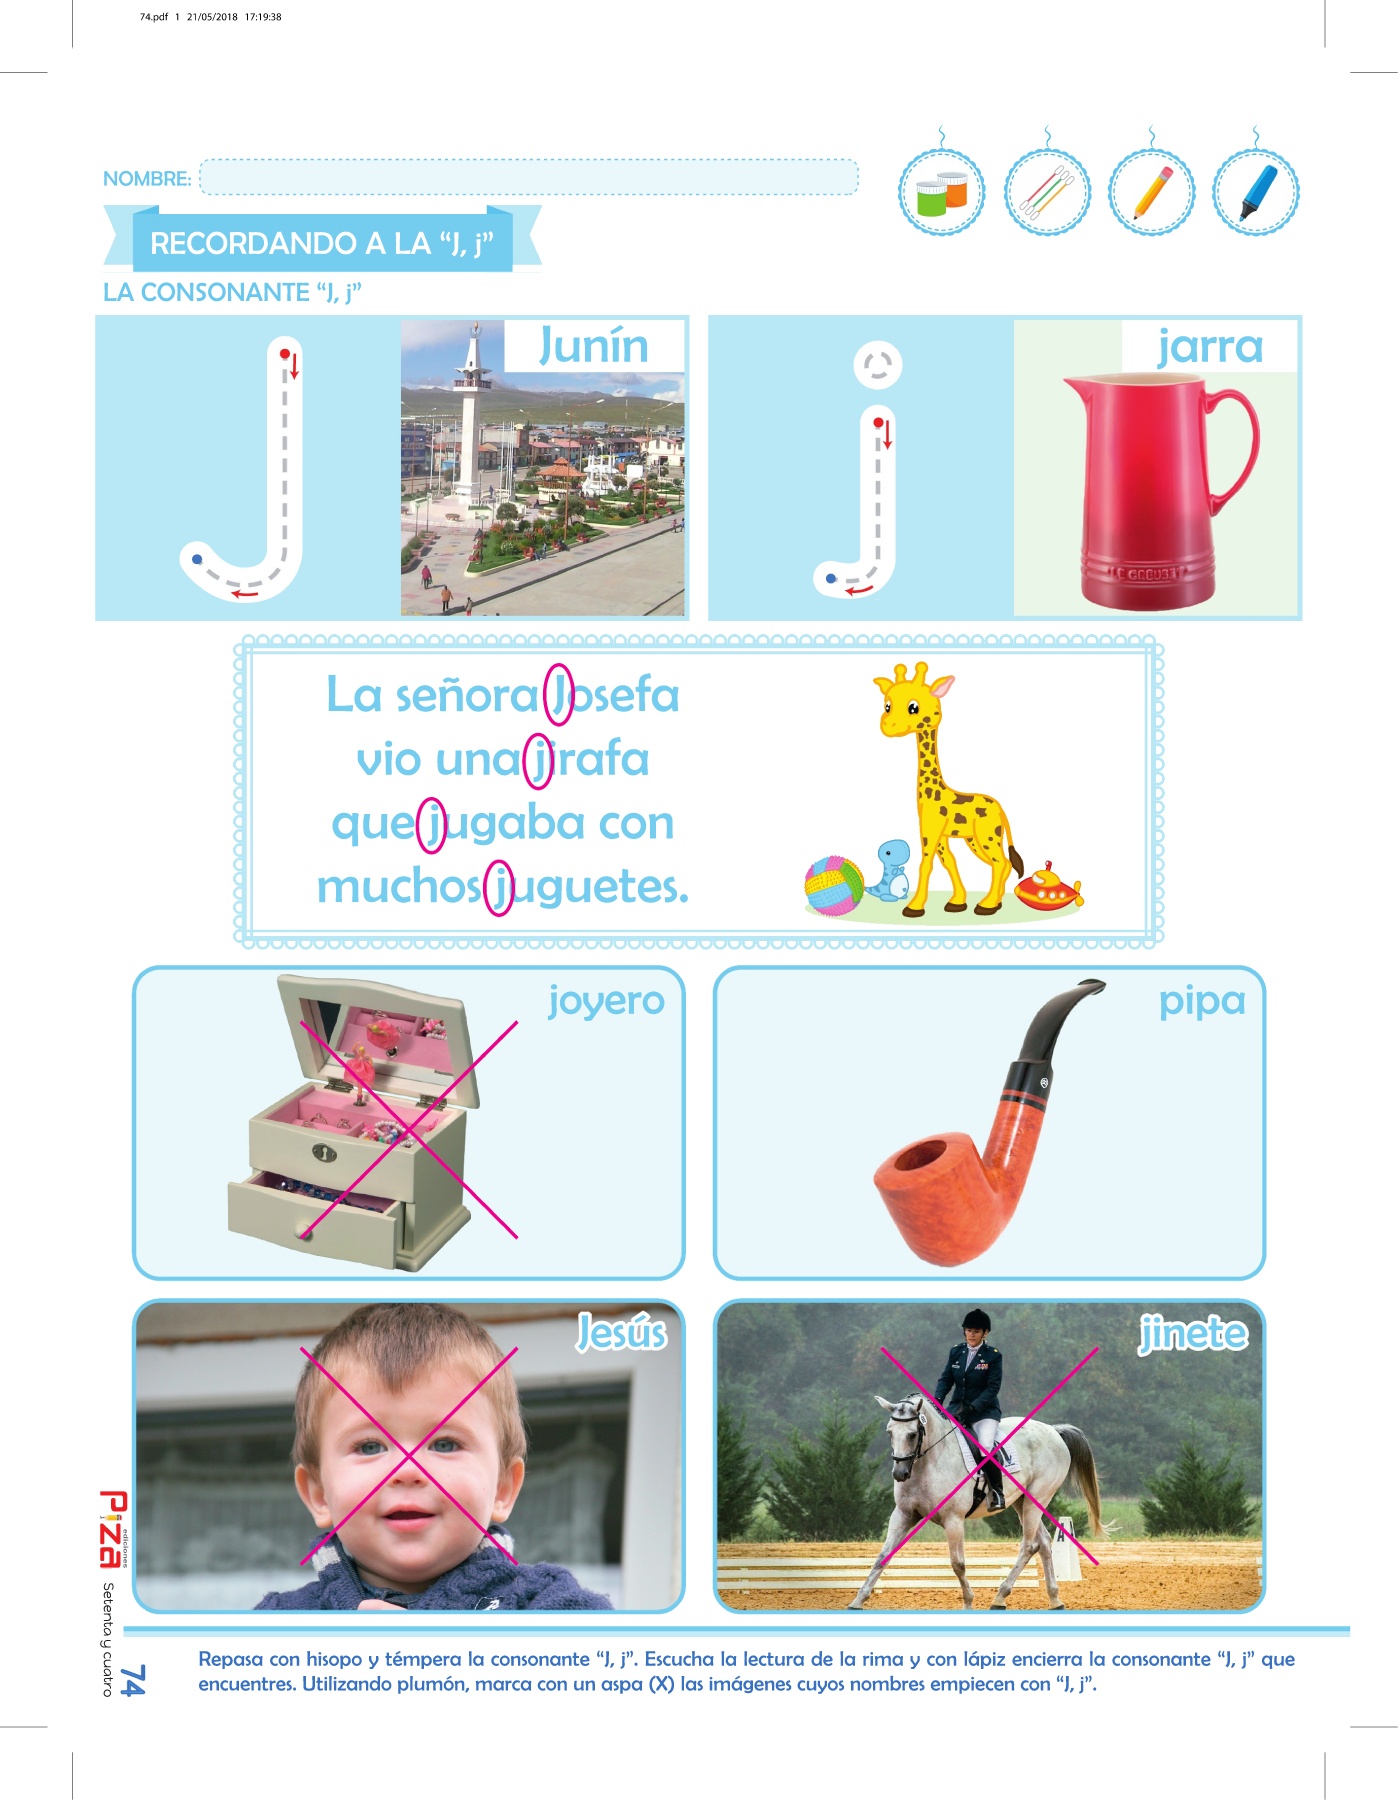 74.pdf 1 21/05/2018 17:19:38
NOMBRE:
RECORDANDO A LA “J, j”
LA CONSONANTE “J, j”
Junín
jarra
LE CREUSET
La señora Josefa
vio una jirafa
que jugaba con
muchos juguetes.
joyero
pipa
Jesús
jinete
A
Piza
ediciones
Setenta y cuatro
74
Repasa con hisopo y témpera la consonante “J, j”. Escucha la lectura de la rima y con lápiz encierra la consonante “J, j” que
encuentres. Utilizando plumón, marca con un aspa (X) las imágenes cuyos nombres empiecen con “J, j”.